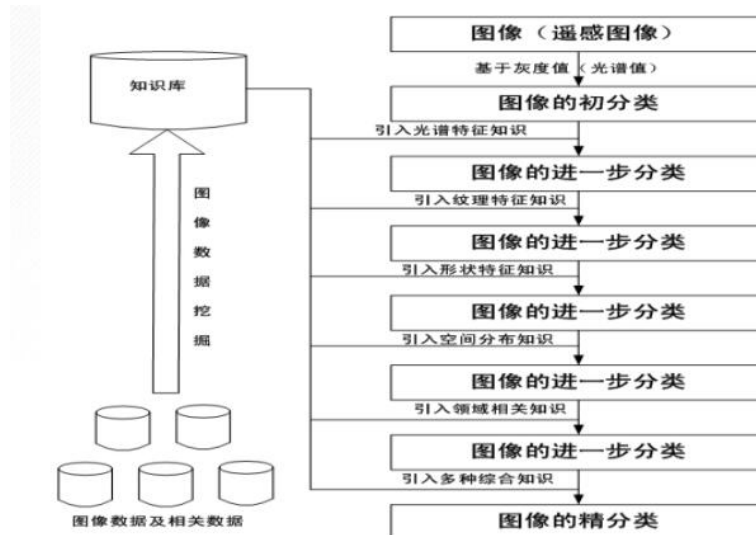 图像（遥感图像）
基于灰度值（光谱值）
知识库
图像的初分类
引入光谱特征知识
图像的进一步分类
引入纹理特征知识
图像的进一步分类
引入形状特征知识
图像的进一步分类
引入空间分布知识
图像的进一步分类
引入领域相关知识
图像的进一步分类
引入多种综合知识
图像的精分类
图像数据挖掘
图像数据及相关数据